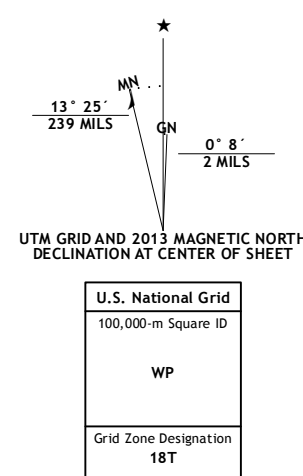 ★
MN
13° 25´
239 MILS
GN
0° 8´
2 MILS
UTM GRID AND 2013 MAGNETIC NORTH
DECLINATION AT CENTER OF SHEET
U.S. National Grid
100,000-m Square ID
WP
Grid Zone Designation
18T